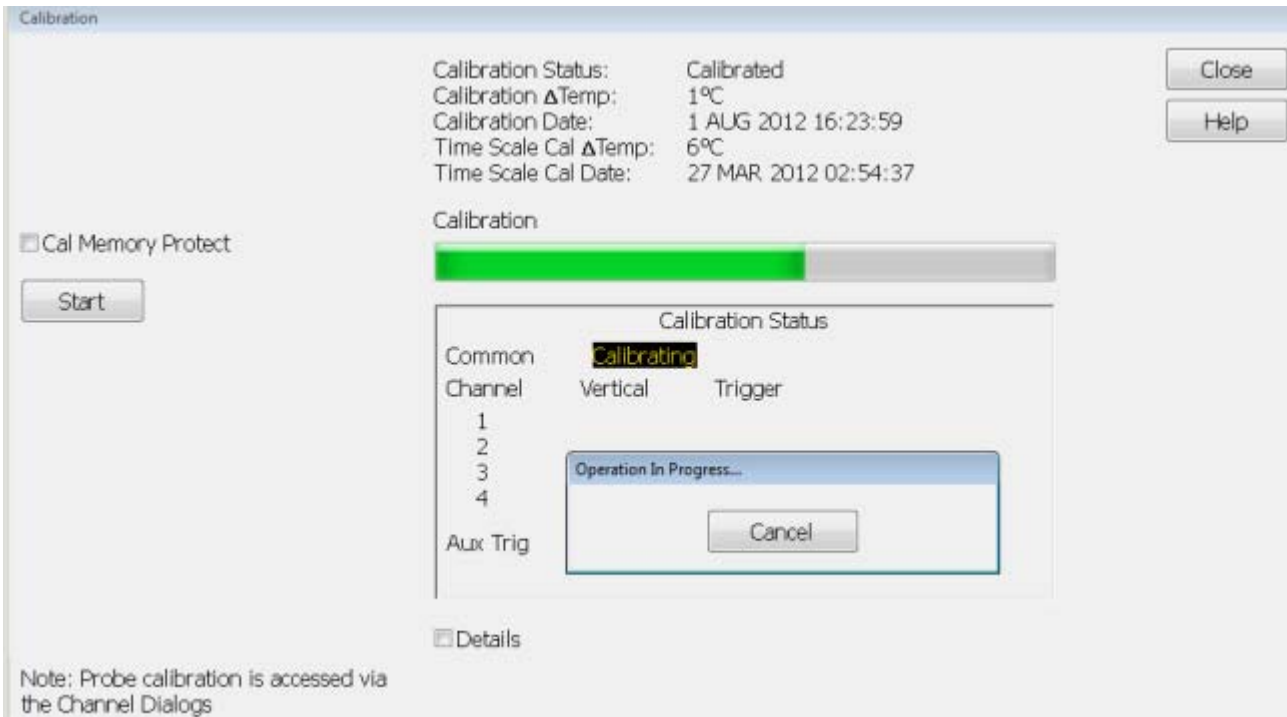 Calibration
Calibration Status: Calibrated
Calibration ΔTemp: 1ºC
Calibration Date: 1 AUG 2012 16:23:59
Time Scale Cal ΔTemp: 6ºC
Time Scale Cal Date: 27 MAR 2012 02:54:37
Close
Help
Cal Memory Protect
Start
Calibration
Calibration Status
Common Calibrating
Channel Vertical Trigger
1
2
3
4
Aux Trig
Operation In Progress...
Cancel
Details
Note: Probe calibration is accessed via
the Channel Dialogs